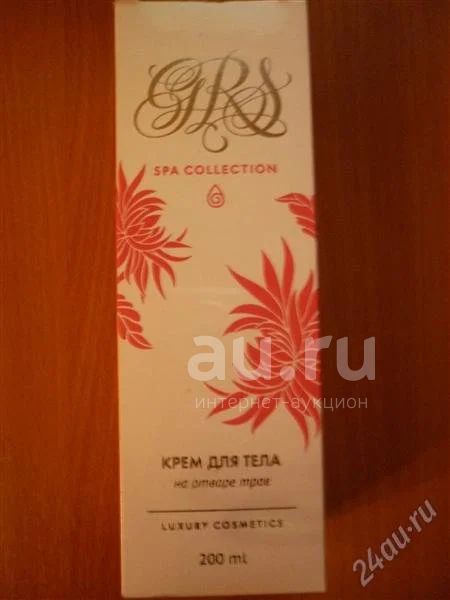 GRS
SPA COLLECTION
au.ru
интернет-аукцион
КРЕМ ДЛЯ ТЕЛА
на отваре трав
LUXURY COSMETICS
200 ml
24au.ru